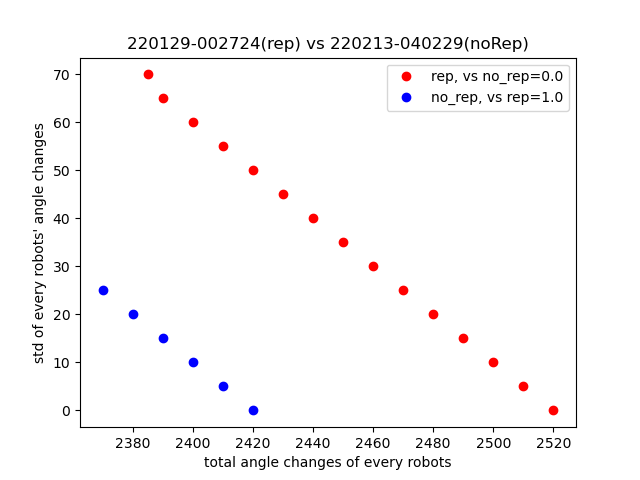 220129-002724(rep) vs 220213-040229(noRep)
rep, vs no_rep=0.0
no_rep, vs rep=1.0
70
60
50
40
30
20
10
0
std of every robots' angle changes
2380 2400 2420 2440 2460 2480 2500 2520
total angle changes of every robots